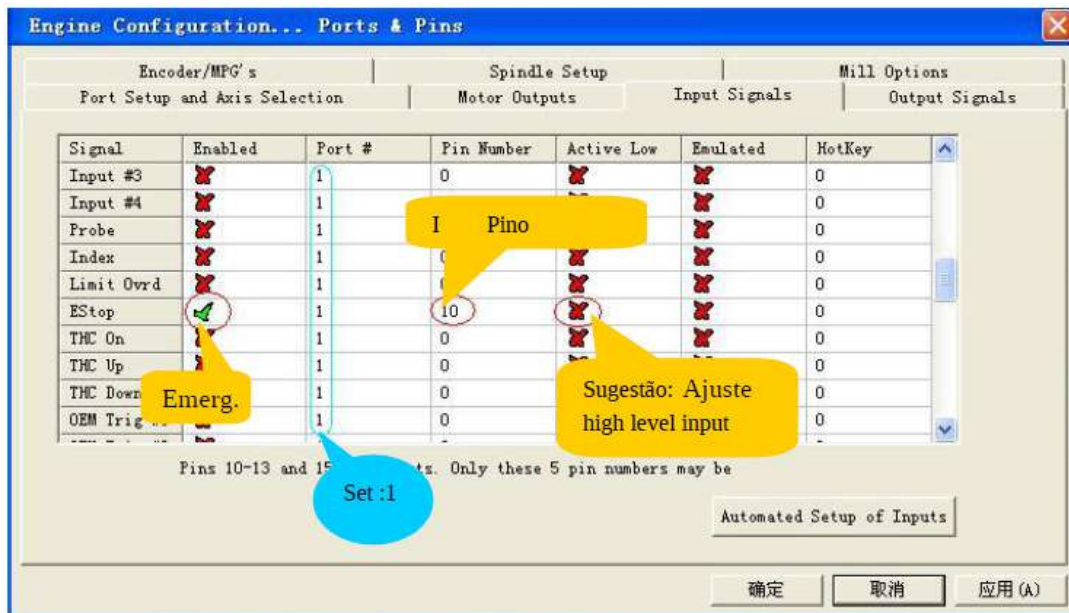 Engine Configuration... Ports & Pins
Encoder/MPG's Spindle Setup Mill Options
Port Setup and Axis Selection Motor Outputs Input Signals Output Signals
Signal Enabled Port # Pin Number Active Low Emulated HotKey
Input #3 1 0 0
Input #4 1 0
Probe 1 0
Index 1 0
Limit Ovrd 1 0
EStop 1 10 0
THC On 1 0 0
THC Up 1 0 0
THC Down 1 0 0
OEM Trig 1 0 0
I Pino
Emerg.
Sugestão: Ajuste
high level input
Set :1
Pins 10-13 and 15 ts. Only these 5 pin numbers may be
Automated Setup of Inputs
确定 取消 应用(A)